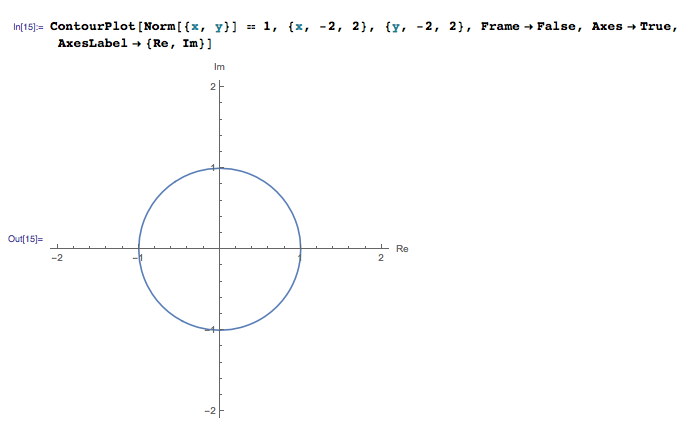 In[15]:= ContourPlot[Norm[{x, y}] == 1, {x, -2, 2}, {y, -2, 2}, Frame → False, Axes → True,
AxesLabel → {Re, Im}]
Im
2
1
Out[15]=
-2
-1
1
2
Re
-1
-2